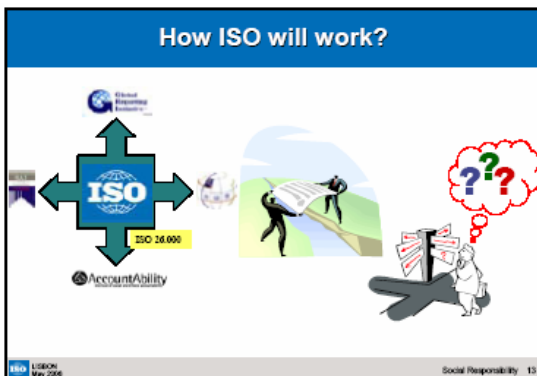 How ISO will work?
Global
Reporting
Initiative
ISO
ISO 26.000
AccountAbility
? ? ?
ISO
LISBON
May 2006
Social Responsibility 13